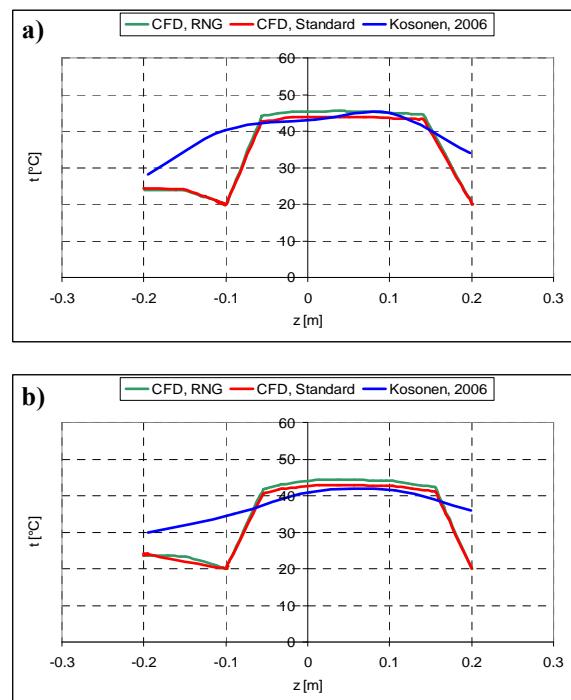 a)
CFD, RNG CFD, Standard Kosonen, 2006
60
50
40
30
20
10
0
-0.3 -0.2 -0.1 0 0.1 0.2 0.3
t [°C]
z [m]
b)
CFD, RNG CFD, Standard Kosonen, 2006
60
50
40
30
20
10
0
-0.3 -0.2 -0.1 0 0.1 0.2 0.3
t [°C]
z [m]